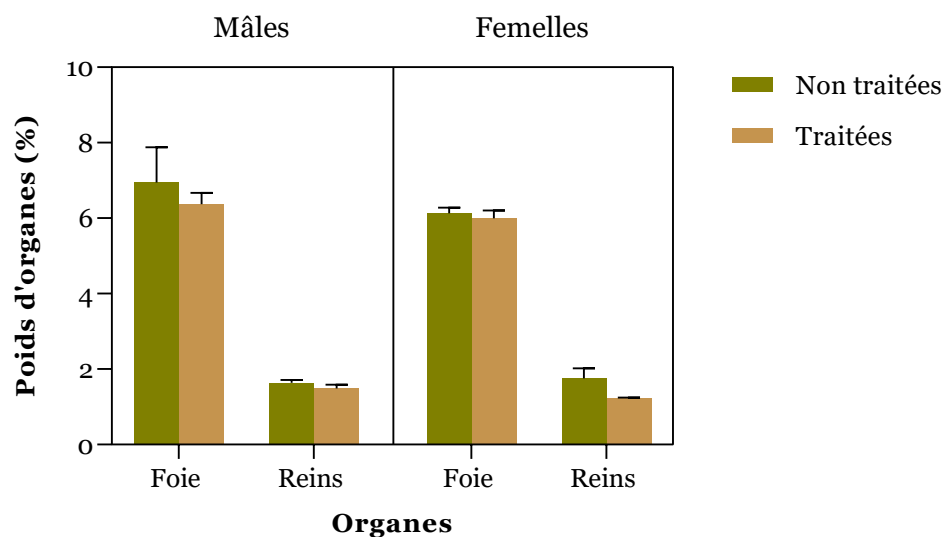 Mâles
Femelles
Non traitées
Traitées
Poids d'organes (%)
10
8
6
4
2
0
Foie
Reins
Foie
Reins
Organes